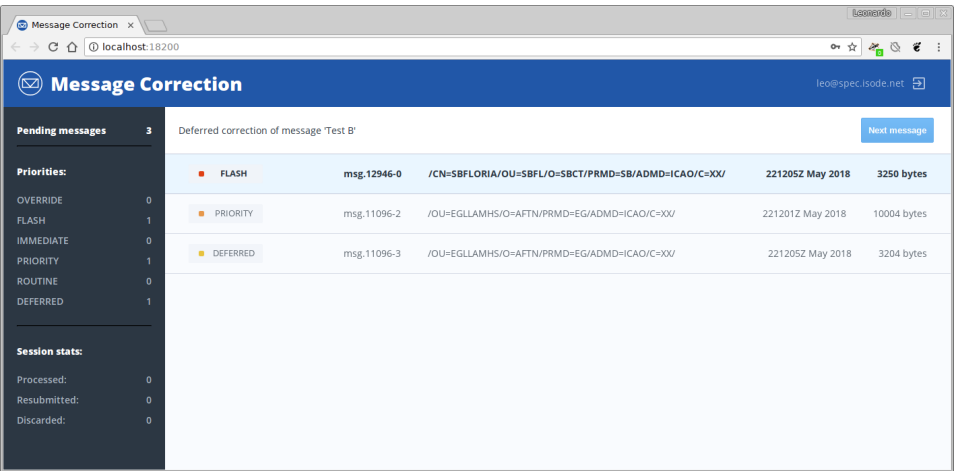 Leonardo
Message Correction
localhost:18200
Message Correction
leo@spec.isode.net
Pending messages 3
Deferred correction of message 'Test B'
Next message
Priorities:
OVERRIDE 0
FLASH 1
IMMEDIATE 0
PRIORITY 1
ROUTINE 0
DEFERRED 1
FLASH msg.12946-0 /CN=SBFLORIA/OU=SBFL/O=SBCT/PRMD=SB/ADMD=ICAO/C=XX/ 221205Z May 2018 3250 bytes
PRIORITY msg.11096-2 /OU=EGLLAMHS/O=AFTN/PRMD=EG/ADMD=ICAO/C=XX/ 221201Z May 2018 10004 bytes
DEFERRED msg.11096-3 /OU=EGLLAMHS/O=AFTN/PRMD=EG/ADMD=ICAO/C=XX/ 221205Z May 2018 3204 bytes
Session stats:
Processed: 0
Resubmitted: 0
Discarded: 0